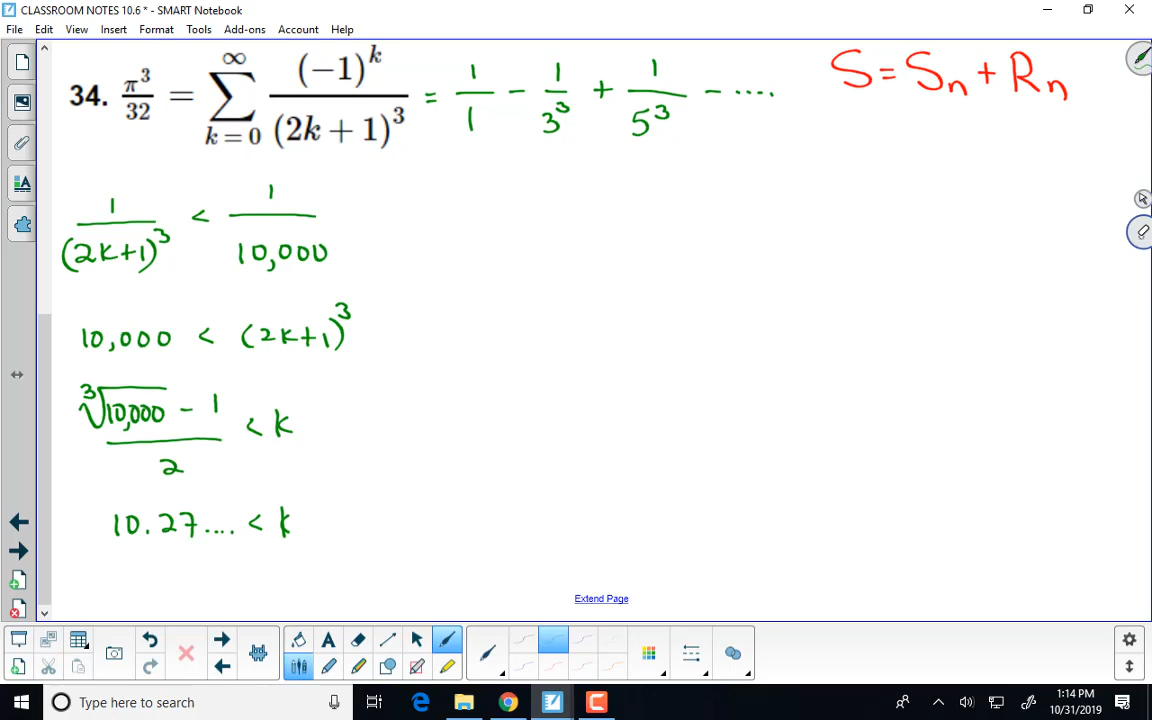 CLASSROOM NOTES 10.6 * - SMART Notebook
File Edit View Insert Format Tools Add-ons Account Help
34. π³/32 = ∞ ∑ k = 0 (−1)^k / (2k + 1)³ = 1/1 - 1/3³ + 1/5³ - ....
S = Sn + Rn
1/(2k+1)³ < 1/10,000
10,000 < (2k+1)³
(∛10,000 - 1)/2 < k
10.27.... < k
Extend Page
Type here to search
1:14 PM
10/31/2019